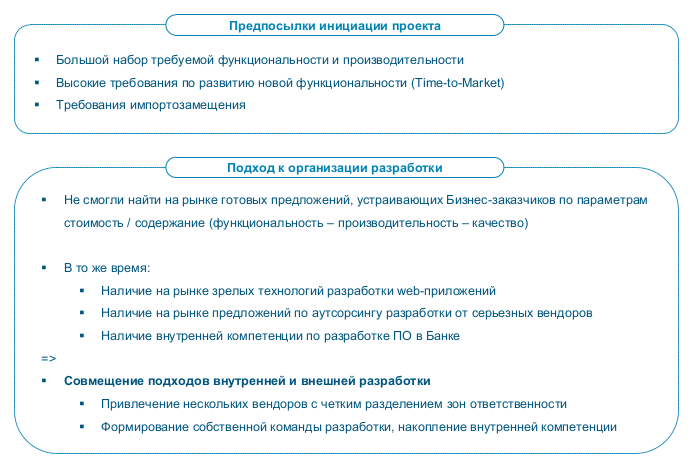 Предпосылки инициации проекта
▪ Большой набор требуемой функциональности и производительности
▪ Высокие требования по развитию новой функциональности (Time-to-Market)
▪ Требования импортозамещения
Подход к организации разработки
▪ Не смогли найти на рынке готовых предложений, устраивающих Бизнес-заказчиков по параметрам
стоимость / содержание (функциональность – производительность – качество)
▪ В то же время:
▪ Наличие на рынке зрелых технологий разработки web-приложений
▪ Наличие на рынке предложений по аутсорсингу разработки от серьезных вендоров
▪ Наличие внутренней компетенции по разработке ПО в Банке
=>
▪ Совмещение подходов внутренней и внешней разработки
▪ Привлечение нескольких вендоров с четким разделением зон ответственности
▪ Формирование собственной команды разработки, накопление внутренней компетенции